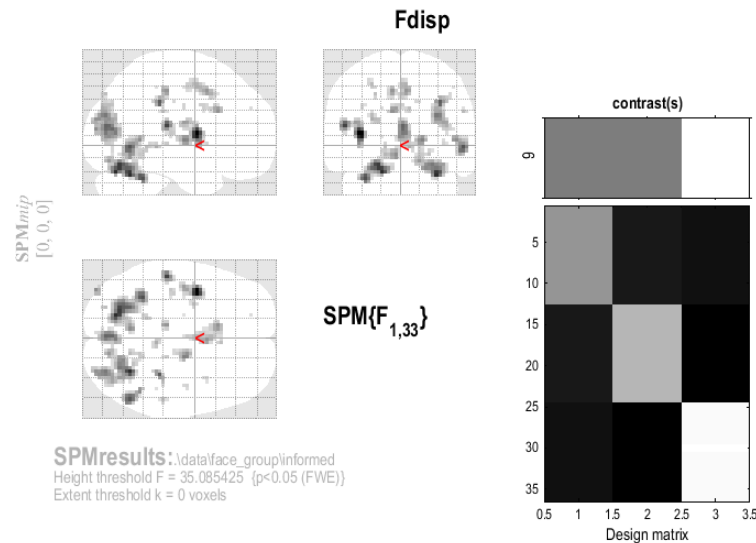 Fdisp
SPMmip
[0, 0, 0]
<
<
<
SPM{F1,33}
SPMresults:.\data\face_group\informed
Height threshold F = 35.085425 {p<0.05 (FWE)}
Extent threshold k = 0 voxels
contrast(s)
9
5
10
15
20
25
30
35
0.5 1 1.5 2 2.5 3 3.5
Design matrix